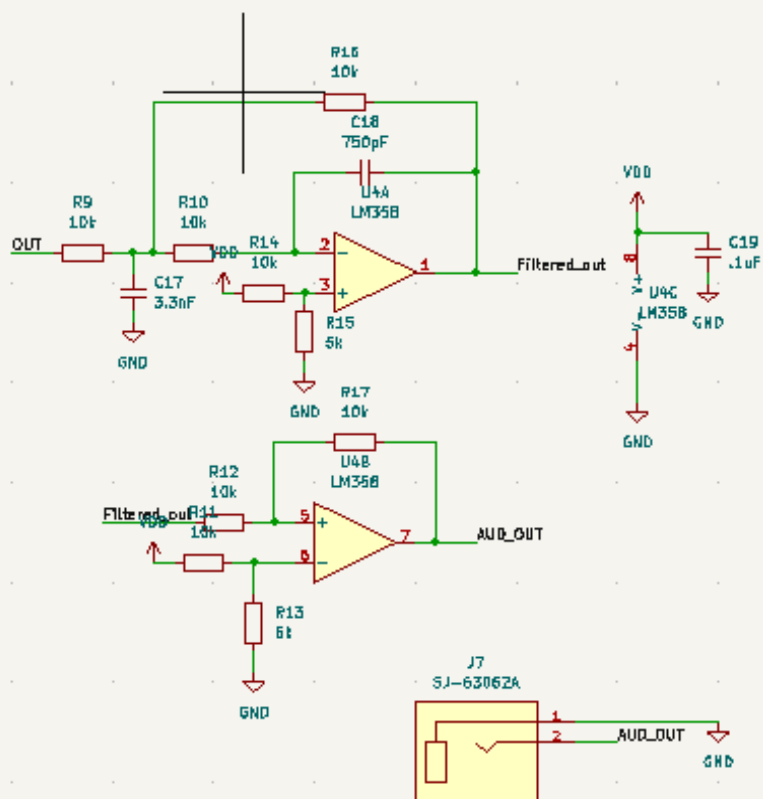 R16
10k
C18
750pF
U4A
LM358
R9
10k
R10
10k
OUT
VDD
R14
10k
2
3
1
Filtered_out
C17
3.3nF
GND
R15
GND
VDD
8
C19
.1uF
GND
U4C
LM358
4
GND
R17
10k
U4B
LM358
R12
10k
Filtered_out
R11
10k
VDD
5
6
7
AUD_OUT
R13
GND
J7
SJ-63062A
1
2
AUD_OUT
GND